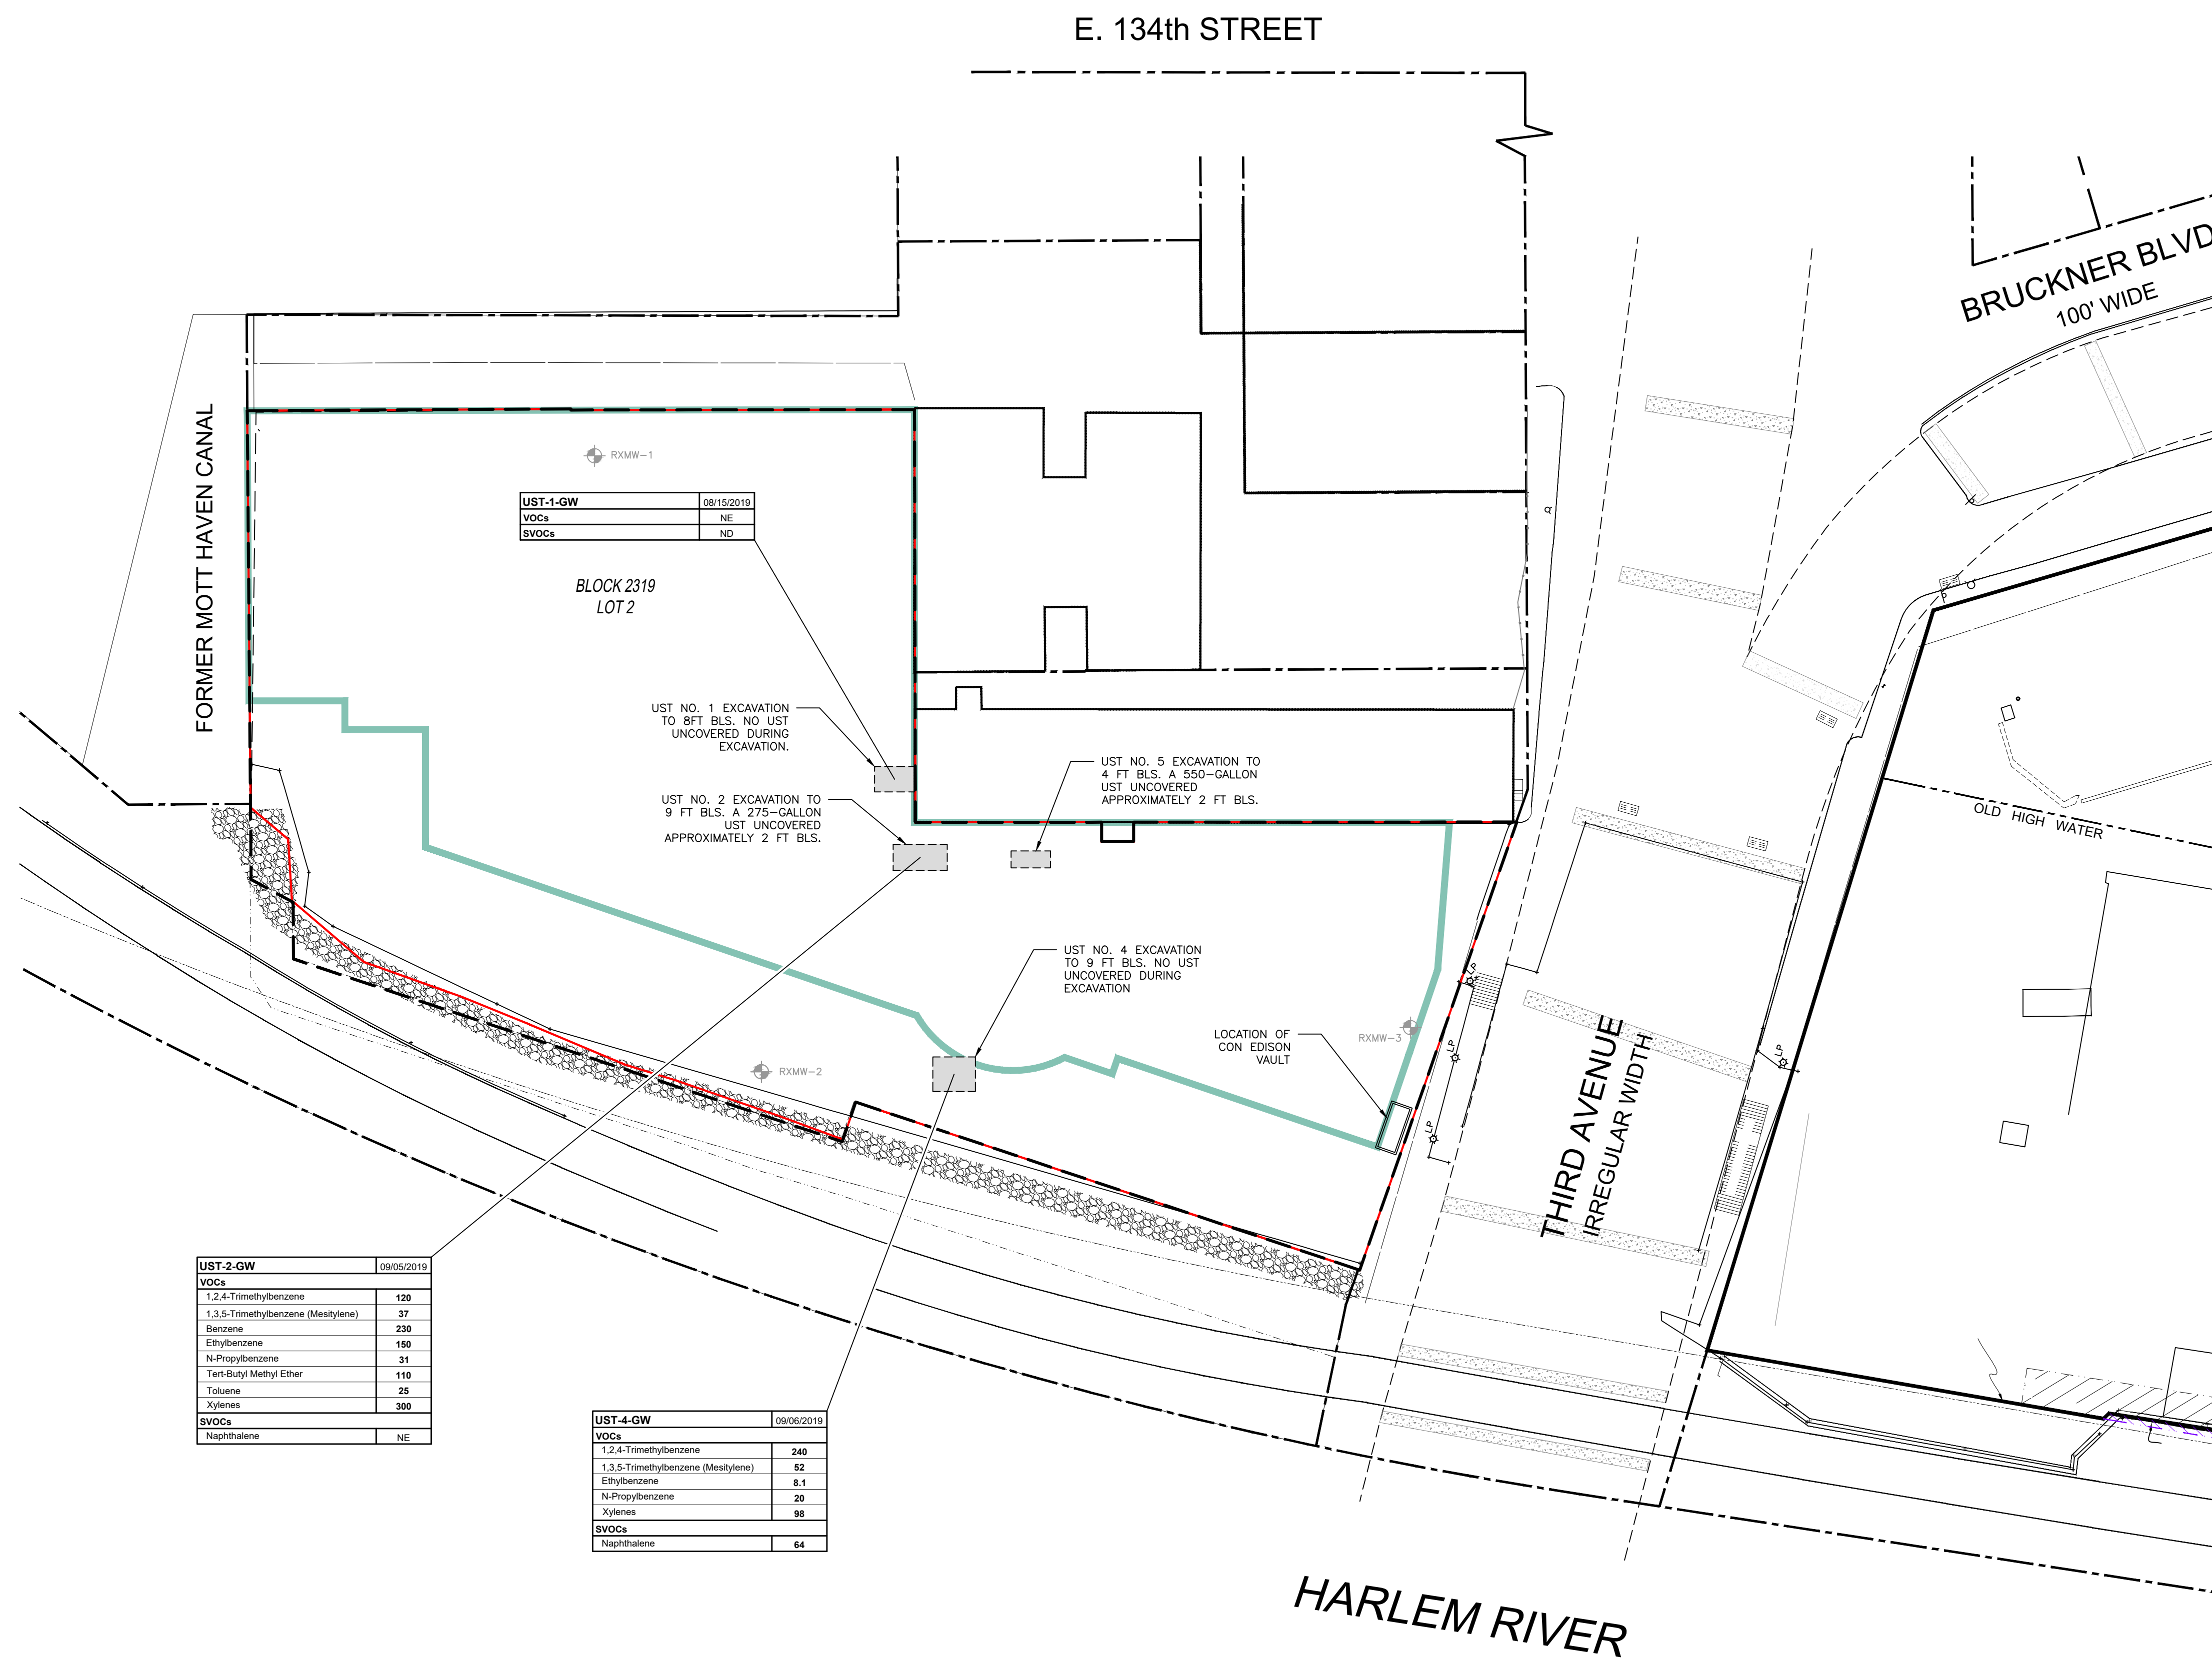 E. 134th STREET
BRUCKNER BLVD
100' WIDE
FORMER MOTT HAVEN CANAL
RXMW-1
UST-1-GW 08/15/2019
VOCs NE
SVOCs ND
BLOCK 2319
LOT 2
UST NO. 1 EXCAVATION
TO 8FT BLS. NO UST
UNCOVERED DURING
EXCAVATION.
UST NO. 5 EXCAVATION TO
4 FT BLS. A 550-GALLON
UST UNCOVERED
APPROXIMATELY 2 FT BLS.
UST NO. 2 EXCAVATION TO
9 FT BLS. A 275-GALLON
UST UNCOVERED
APPROXIMATELY 2 FT BLS.
OLD HIGH WATER
UST NO. 4 EXCAVATION
TO 9 FT BLS. NO UST
UNCOVERED DURING
EXCAVATION
LP
LOCATION OF
CON EDISON
VAULT
RXMW-3
LP
LP
LP
RXMW-2
THIRD AVENUE
IRREGULAR WIDTH
UST-2-GW 09/05/2019
VOCs
1,2,4-Trimethylbenzene 120
1,3,5-Trimethylbenzene (Mesitylene) 37
Benzene 230
Ethylbenzene 150
N-Propylbenzene 31
Tert-Butyl Methyl Ether 110
Toluene 25
Xylenes 300
SVOCs
Naphthalene NE
UST-4-GW 09/06/2019
VOCs
1,2,4-Trimethylbenzene 240
1,3,5-Trimethylbenzene (Mesitylene) 52
Ethylbenzene 8.1
N-Propylbenzene 20
Xylenes 98
SVOCs
Naphthalene 64
HARLEM RIVER